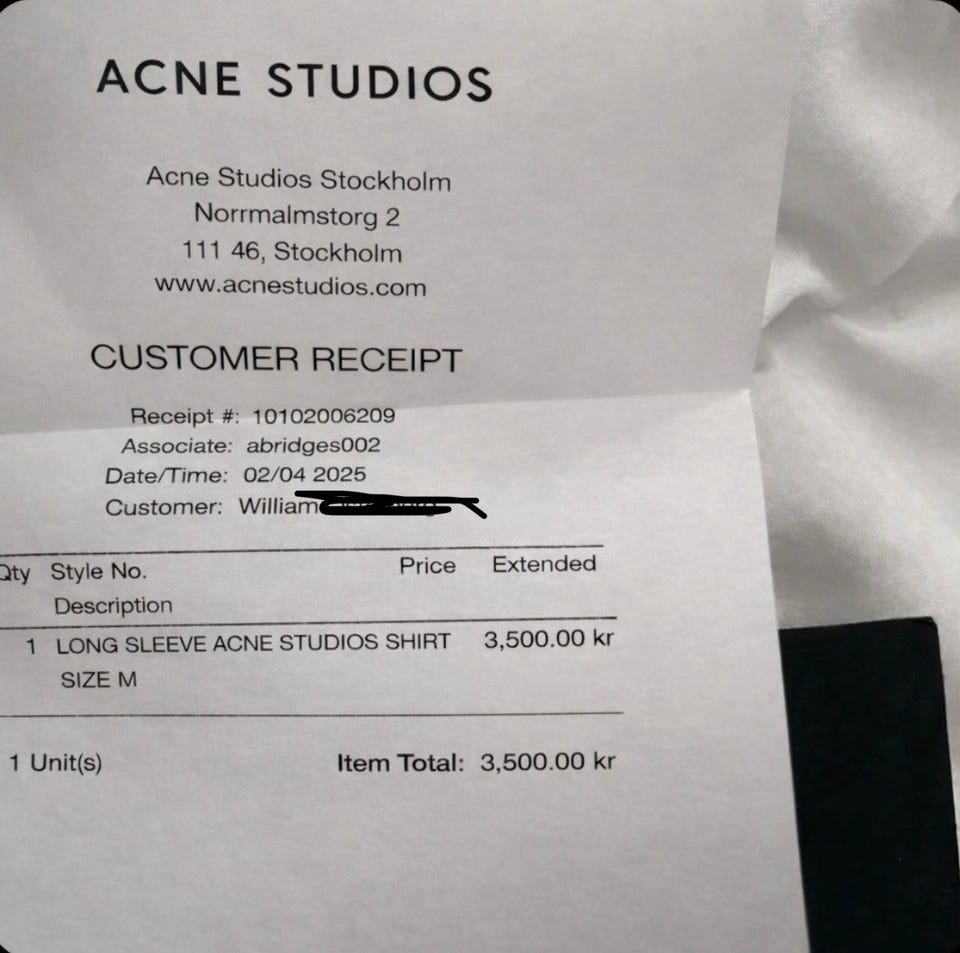 ACNE STUDIOS
Acne Studios Stockholm
Norrmalmstorg 2
111 46, Stockholm
www.acnestudios.com
CUSTOMER RECEIPT
Receipt #: 10102006209
Associate: abridges002
Date/Time: 02/04 2025
Customer: William
Qty Style No. Price Extended
Description
1 LONG SLEEVE ACNE STUDIOS SHIRT 3,500.00 kr
SIZE M
1 Unit(s) Item Total: 3,500.00 kr